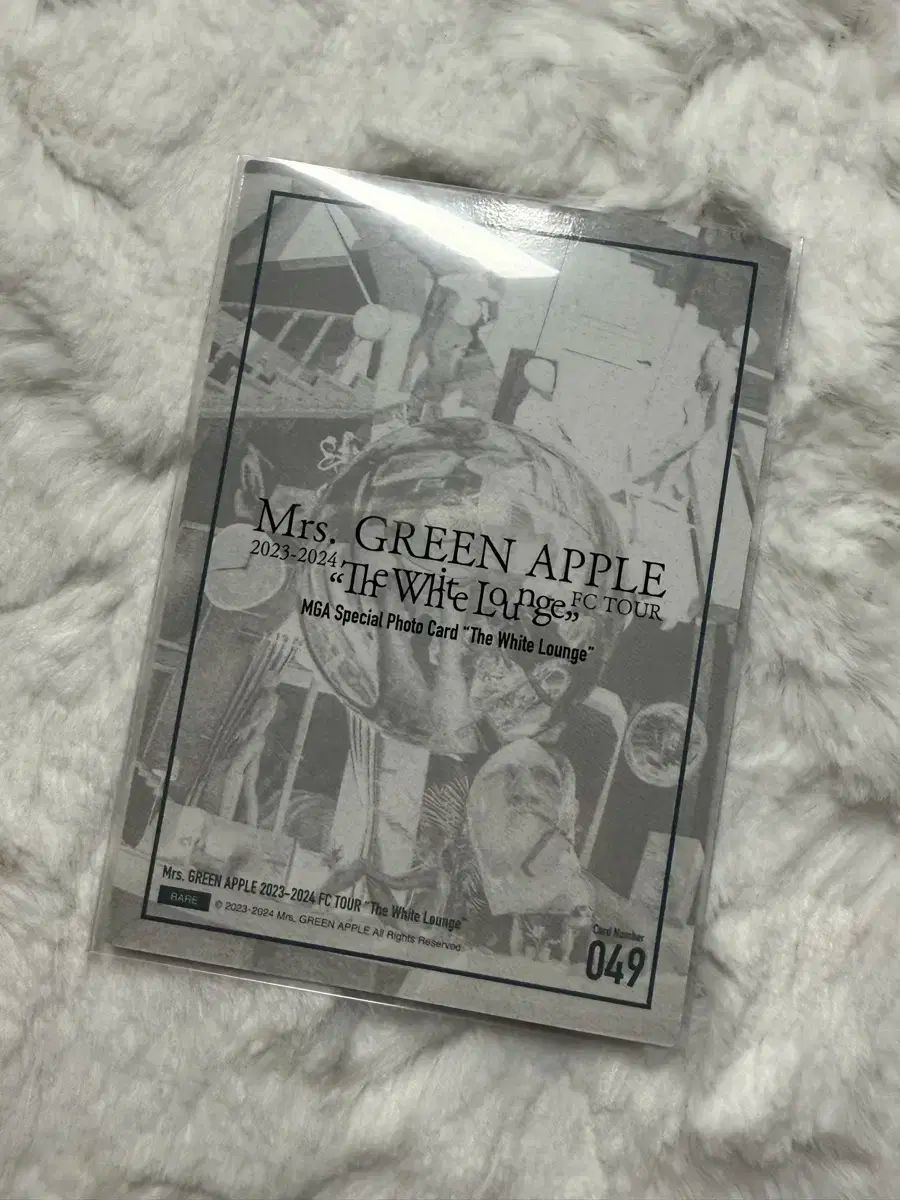 Mrs. GREEN APPLE
2023-2024 "The White Lounge" FC TOUR
MGA Special Photo Card "The White Lounge"
Mrs. GREEN APPLE 2023-2024 FC TOUR "The White Lounge"
RARE © 2023-2024 Mrs. GREEN APPLE All Rights Reserved
Card Number
049